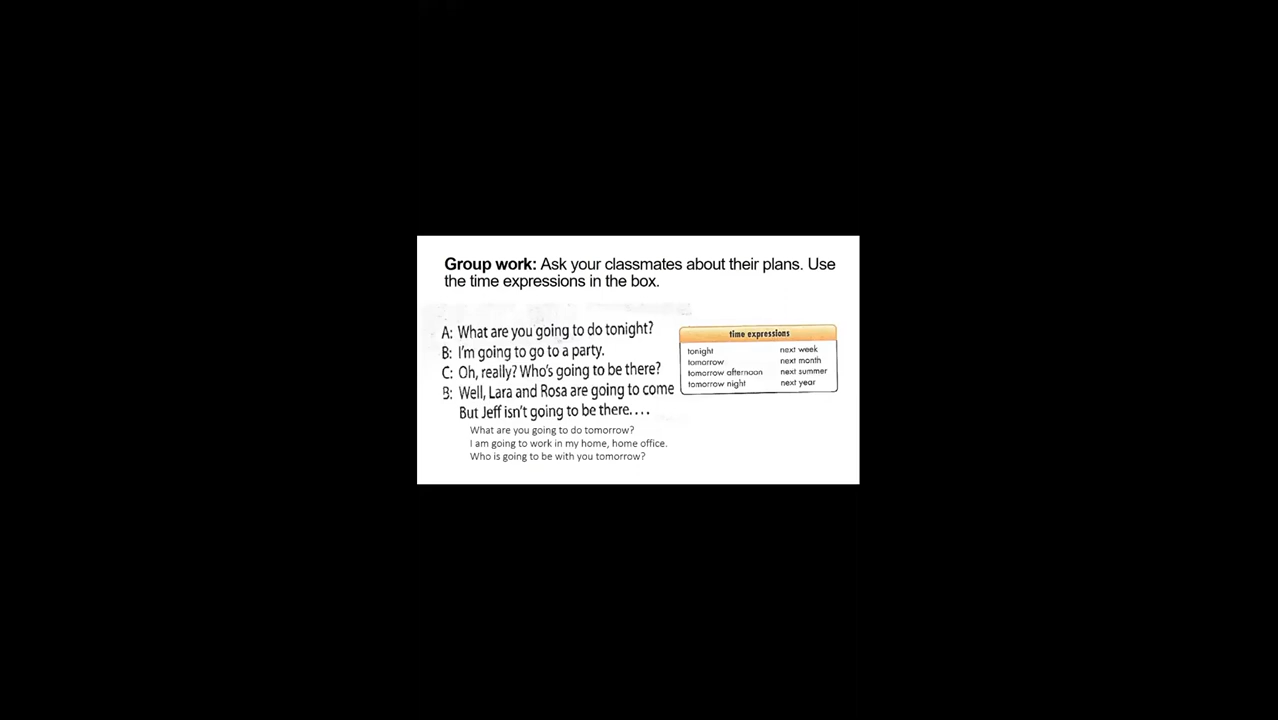 Group work: Ask your classmates about their plans. Use
the time expressions in the box.
A: What are you going to do tonight?
B: I'm going to go to a party.
C: Oh, really? Who's going to be there?
B: Well, Lara and Rosa are going to come
But Jeff isn't going to be there....
What are you going to do tomorrow?
I am going to work in my home, home office.
Who is going to be with you tomorrow?
time expressions
tonight next week
tomorrow next month
tomorrow afternoon next summer
tomorrow night next year